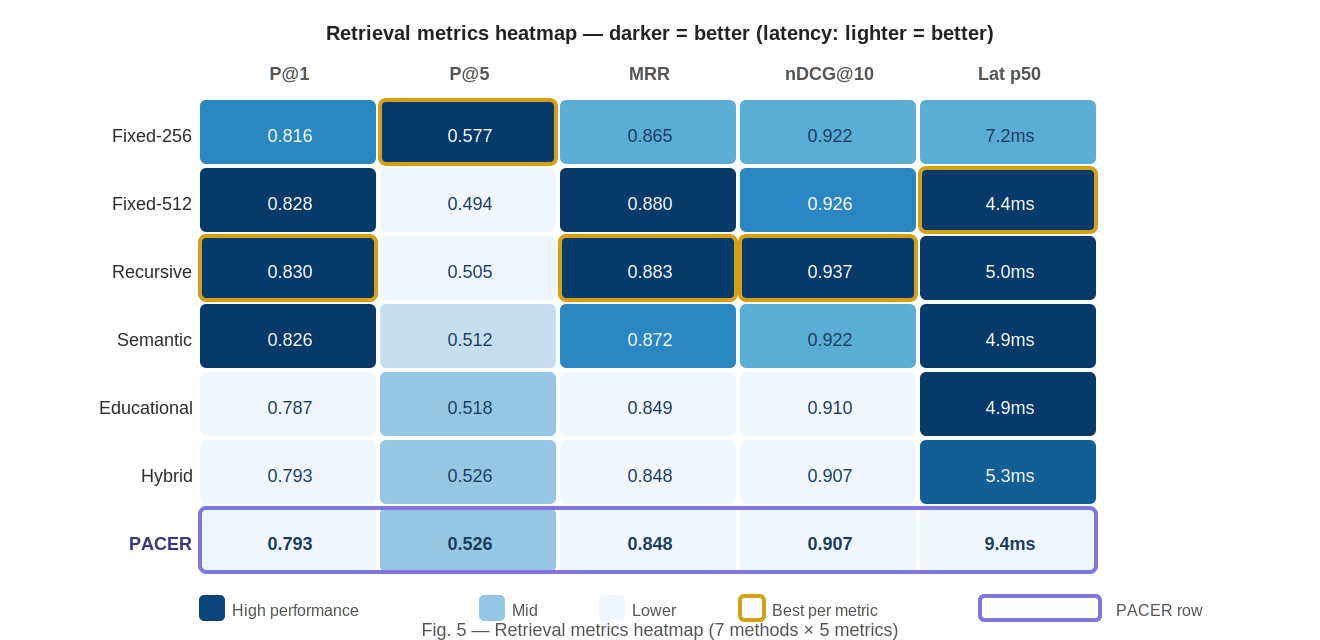 Retrieval metrics heatmap — darker = better (latency: lighter = better)
P@1 P@5 MRR nDCG@10 Lat p50
Fixed-256 0.816 0.577 0.865 0.922 7.2ms
Fixed-512 0.828 0.494 0.880 0.926 4.4ms
Recursive 0.830 0.505 0.883 0.937 5.0ms
Semantic 0.826 0.512 0.872 0.922 4.9ms
Educational 0.787 0.518 0.849 0.910 4.9ms
Hybrid 0.793 0.526 0.848 0.907 5.3ms
PACER 0.793 0.526 0.848 0.907 9.4ms
High performance Mid Lower Best per metric PACER row
Fig. 5 — Retrieval metrics heatmap (7 methods × 5 metrics)